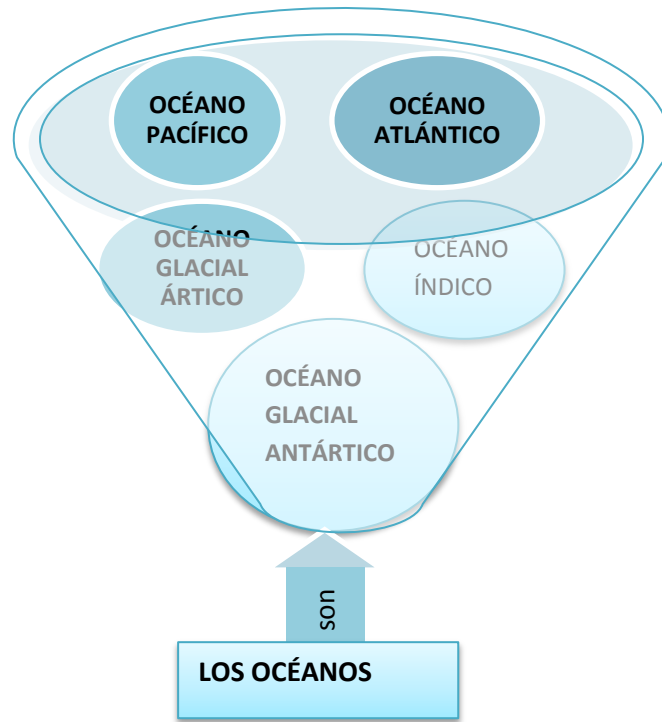 OCÉANO
PACÍFICO
OCÉANO
ATLÁNTICO
OCÉANO
GLACIAL
ÁRTICO
OCÉANO
ÍNDICO
OCÉANO
GLACIAL
ANTÁRTICO
son
LOS OCÉANOS